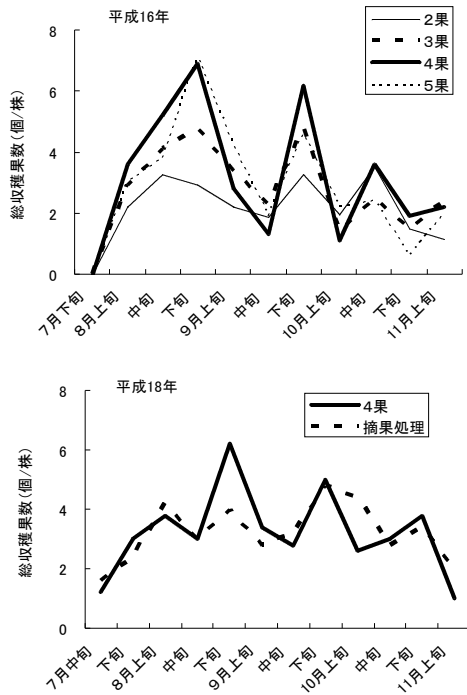 平成16年
2果
3果
4果
5果
総収穫果数(個/株)
8
6
4
2
0
7月下旬
8月上旬
中旬
下旬
9月上旬
中旬
下旬
10月上旬
中旬
下旬
11月上旬
平成18年
4果
摘果処理
総収穫果数(個/株)
8
6
4
2
0
7月中旬
下旬
8月上旬
中旬
下旬
9月上旬
中旬
下旬
10月上旬
中旬
下旬
11月上旬